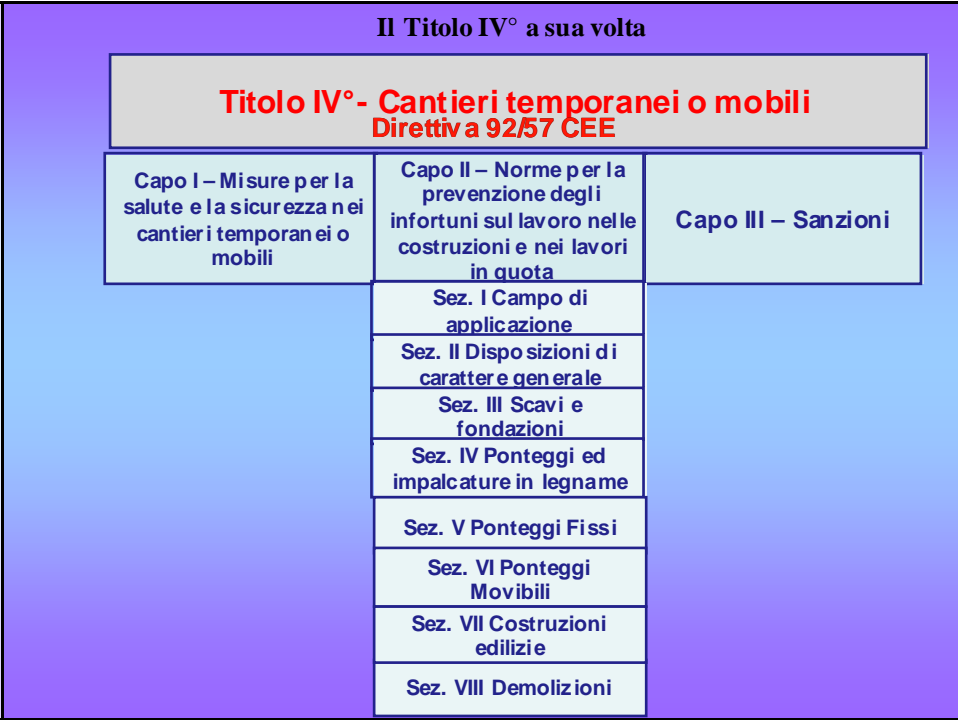 Il Titolo IV° a sua volta
Titolo IV°- Cantieri temporanei o mobili
Direttiva 92/57 CEE
Capo I – Misure per la
salute e la sicurezza nei
cantieri temporanei o
mobili
Capo II – Norme per la
prevenzione degli
infortuni sul lavoro nelle
costruzioni e nei lavori
in quota
Capo III – Sanzioni
Sez. I Campo di
applicazione
Sez. II Disposizioni di
carattere generale
Sez. III Scavi e
fondazioni
Sez. IV Ponteggi ed
impalcature in legname
Sez. V Ponteggi Fissi
Sez. VI Ponteggi
Movibili
Sez. VII Costruzioni
edilizie
Sez. VIII Demolizioni